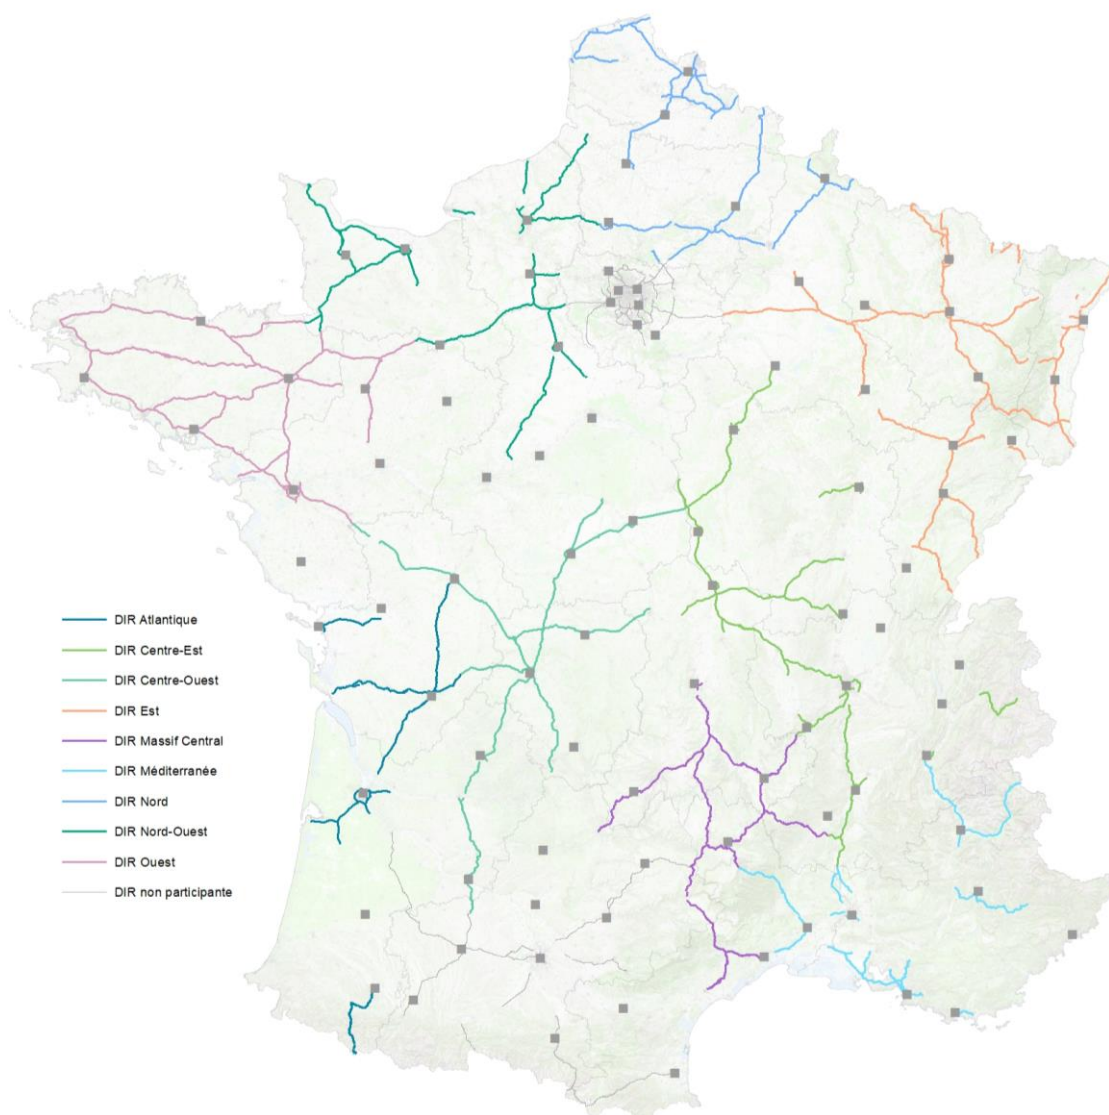 DIR Atlantique
DIR Centre-Est
DIR Centre-Ouest
DIR Est
DIR Massif Central
DIR Méditerranée
DIR Nord
DIR Nord-Ouest
DIR Ouest
DIR non participante